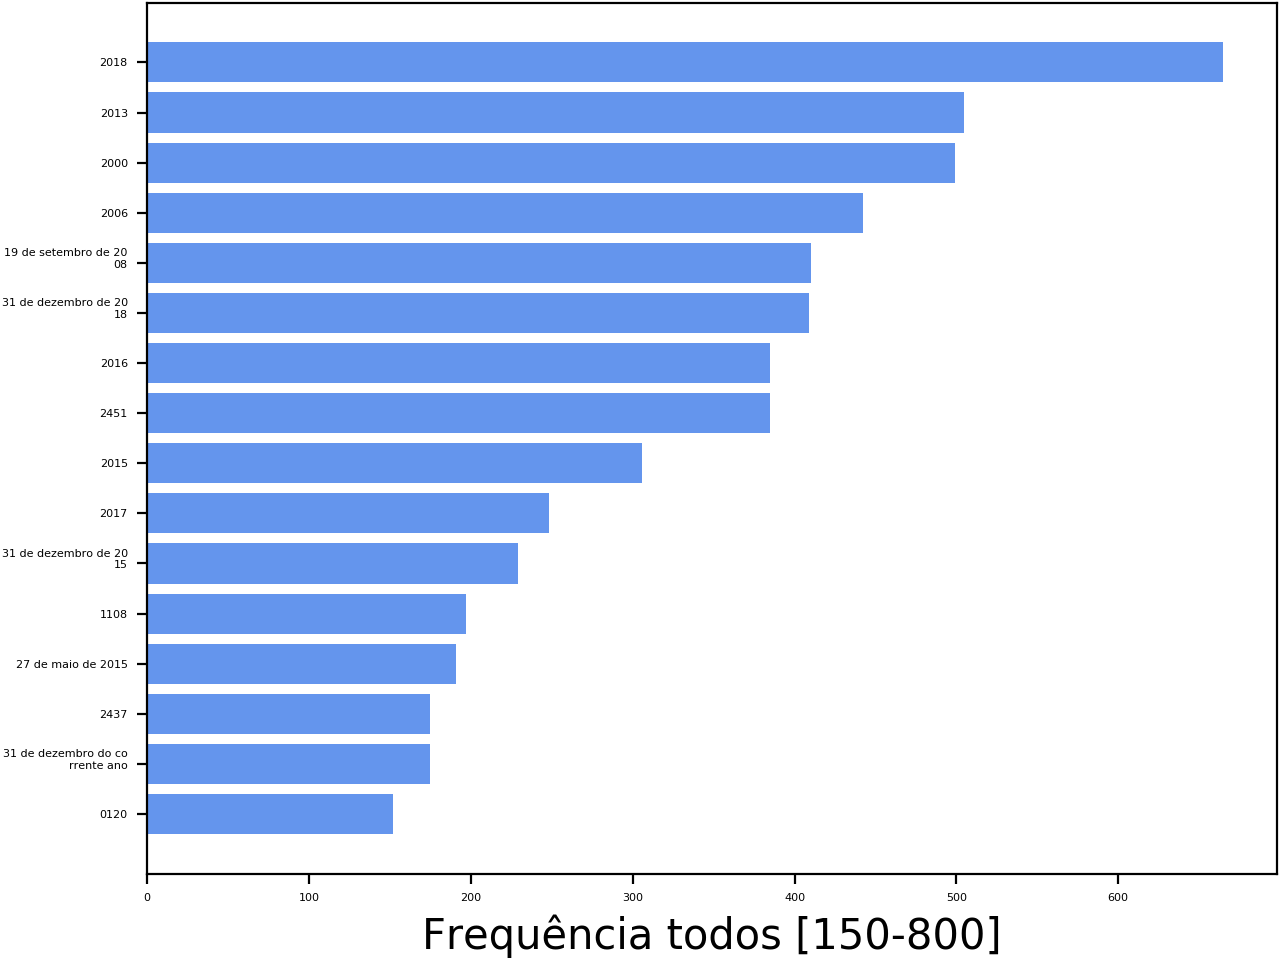 2018
2013
2000
2006
19 de setembro de 20
08
31 de dezembro de 20
18
2016
2451
2015
2017
31 de dezembro de 20
15
1108
27 de maio de 2015
2437
31 de dezembro do co
rrente ano
0120
0 100 200 300 400 500 600
Frequência todos [150-800]